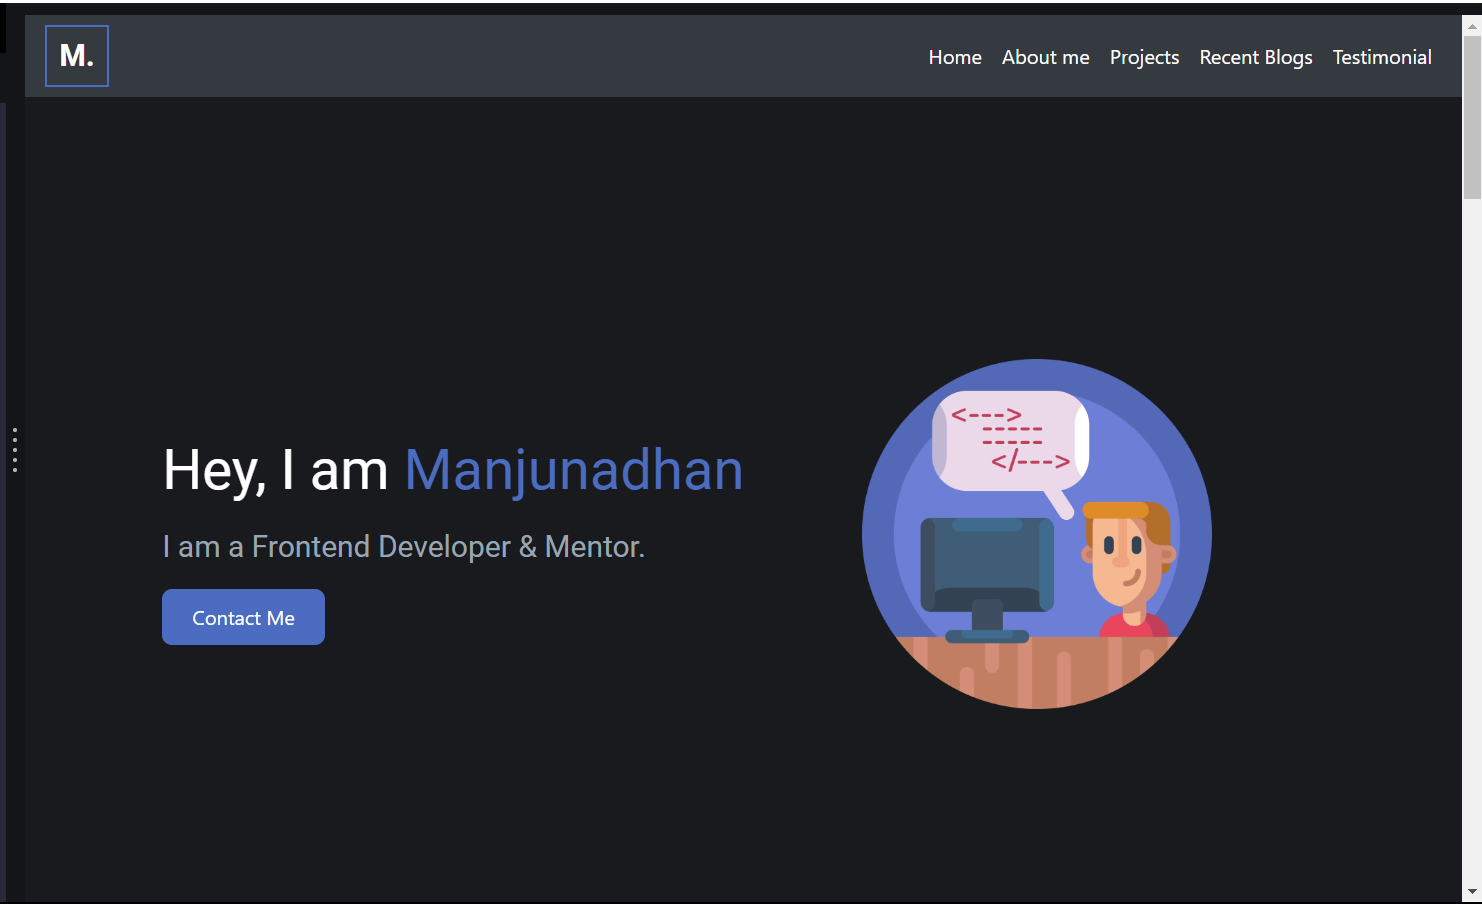 M.
Home About me Projects Recent Blogs Testimonial
<--->
-----
-----
</--->
Hey, I am Manjunadhan
I am a Frontend Developer & Mentor.
Contact Me